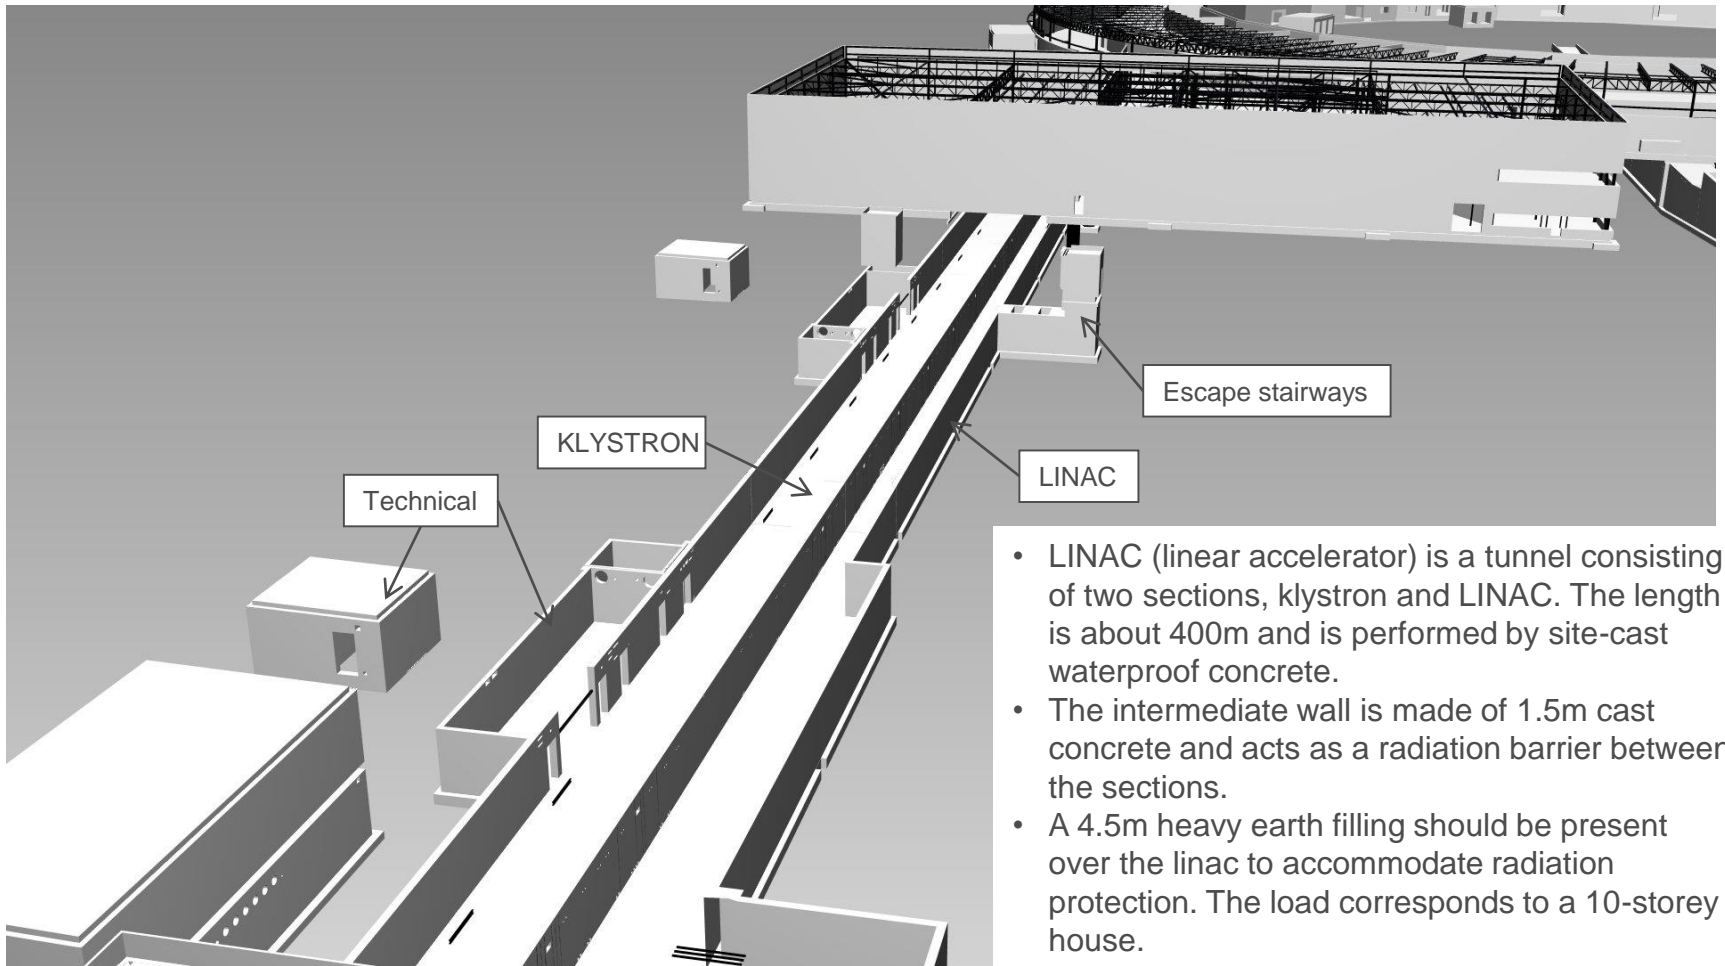 Escape stairways
KLYSTRON
LINAC
Technical
• LINAC (linear accelerator) is a tunnel consisting
of two sections, klystron and LINAC. The length
is about 400m and is performed by site-cast
waterproof concrete.
• The intermediate wall is made of 1.5m cast
concrete and acts as a radiation barrier between
the sections.
• A 4.5m heavy earth filling should be present
over the linac to accommodate radiation
protection. The load corresponds to a 10-storey
house.